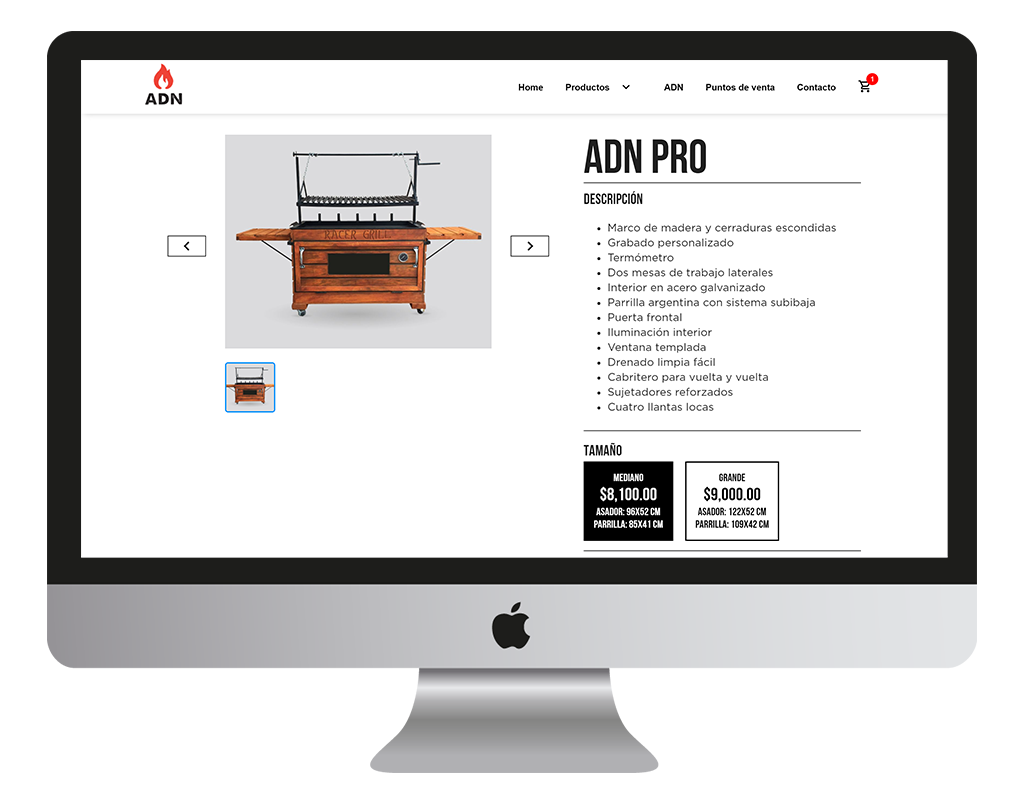 ADN
Home Productos ADN Puntos de venta Contacto 1
RACER GRILL
ADN PRO
DESCRIPCIÓN
Marco de madera y cerraduras escondidas
Grabado personalizado
Termómetro
Dos mesas de trabajo laterales
Interior en acero galvanizado
Parrilla argentina con sistema subibaja
Puerta frontal
Iluminación interior
Ventana templada
Drenado limpia fácil
Cabritero para vuelta y vuelta
Sujetadores reforzados
Cuatro llantas locas
TAMAÑO
MEDIANO
$8,100.00
ASADOR: 96X52 CM
PARRILLA: 85X41 CM
GRANDE
$9,000.00
ASADOR: 122X52 CM
PARRILLA: 109X42 CM